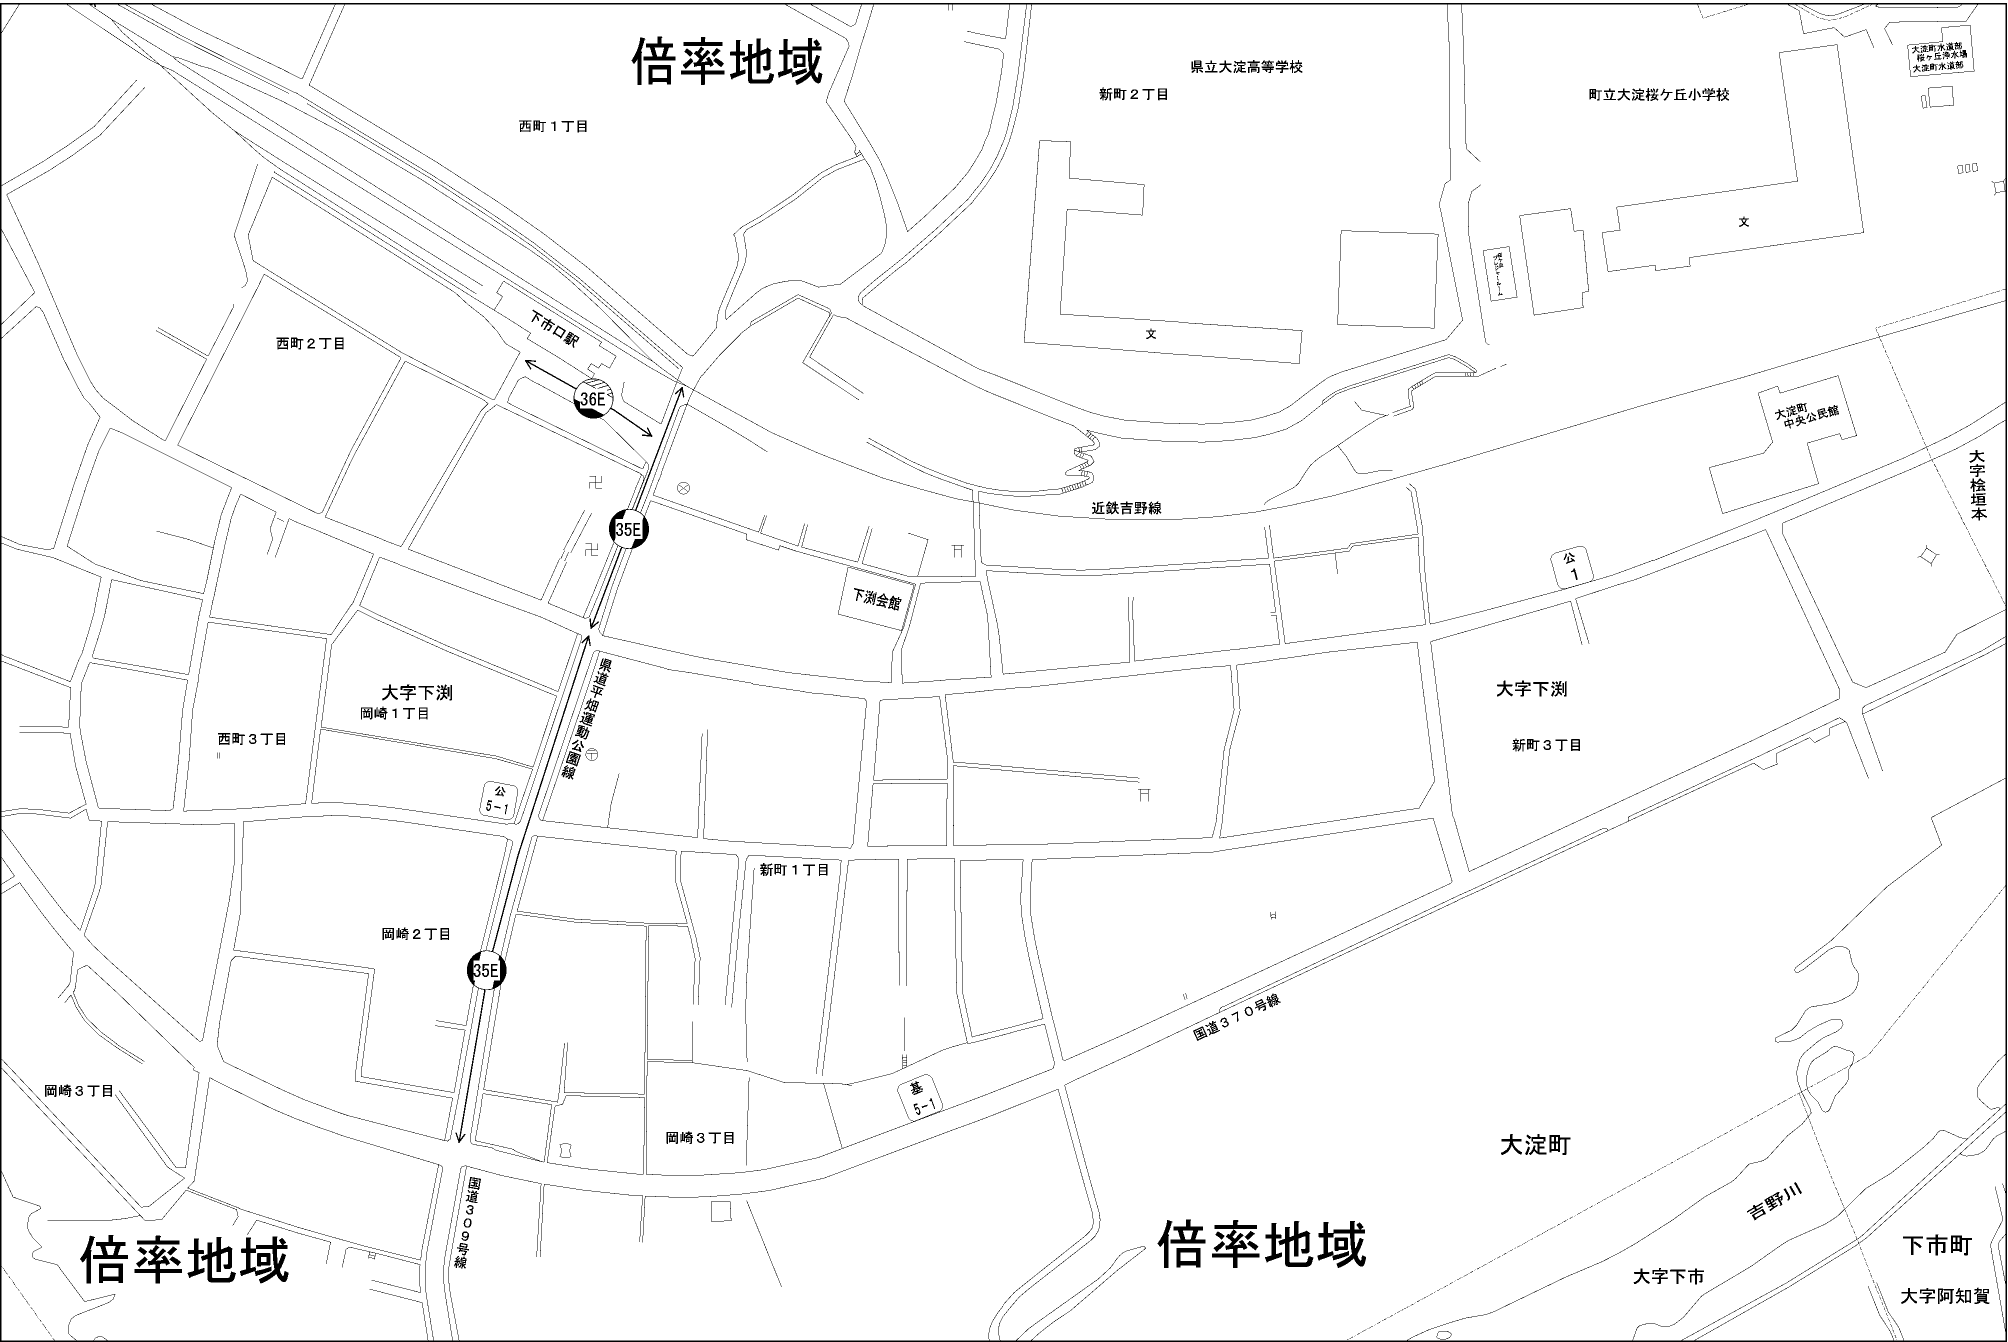 倍率地域
県立大淀高等学校
新町２丁目
町立大淀桜ケ丘小学校
大淀町水道部
桜ヶ丘浄水場
大淀町水道部
西町１丁目
文
文
下市口駅
西町２丁目
36E
大淀町
中央公民館
大字桧垣本
近鉄吉野線
35E
公
1
下渕会館
県道平畑運動公園線
大字下渕
岡崎１丁目
大字下渕
西町３丁目
新町３丁目
公
5-1
新町１丁目
岡崎２丁目
35E
国道３７０号線
岡崎３丁目
基
5-1
岡崎３丁目
大淀町
国道３０９号線
吉野川
倍率地域
倍率地域
下市町
大字下市
大字阿知賀